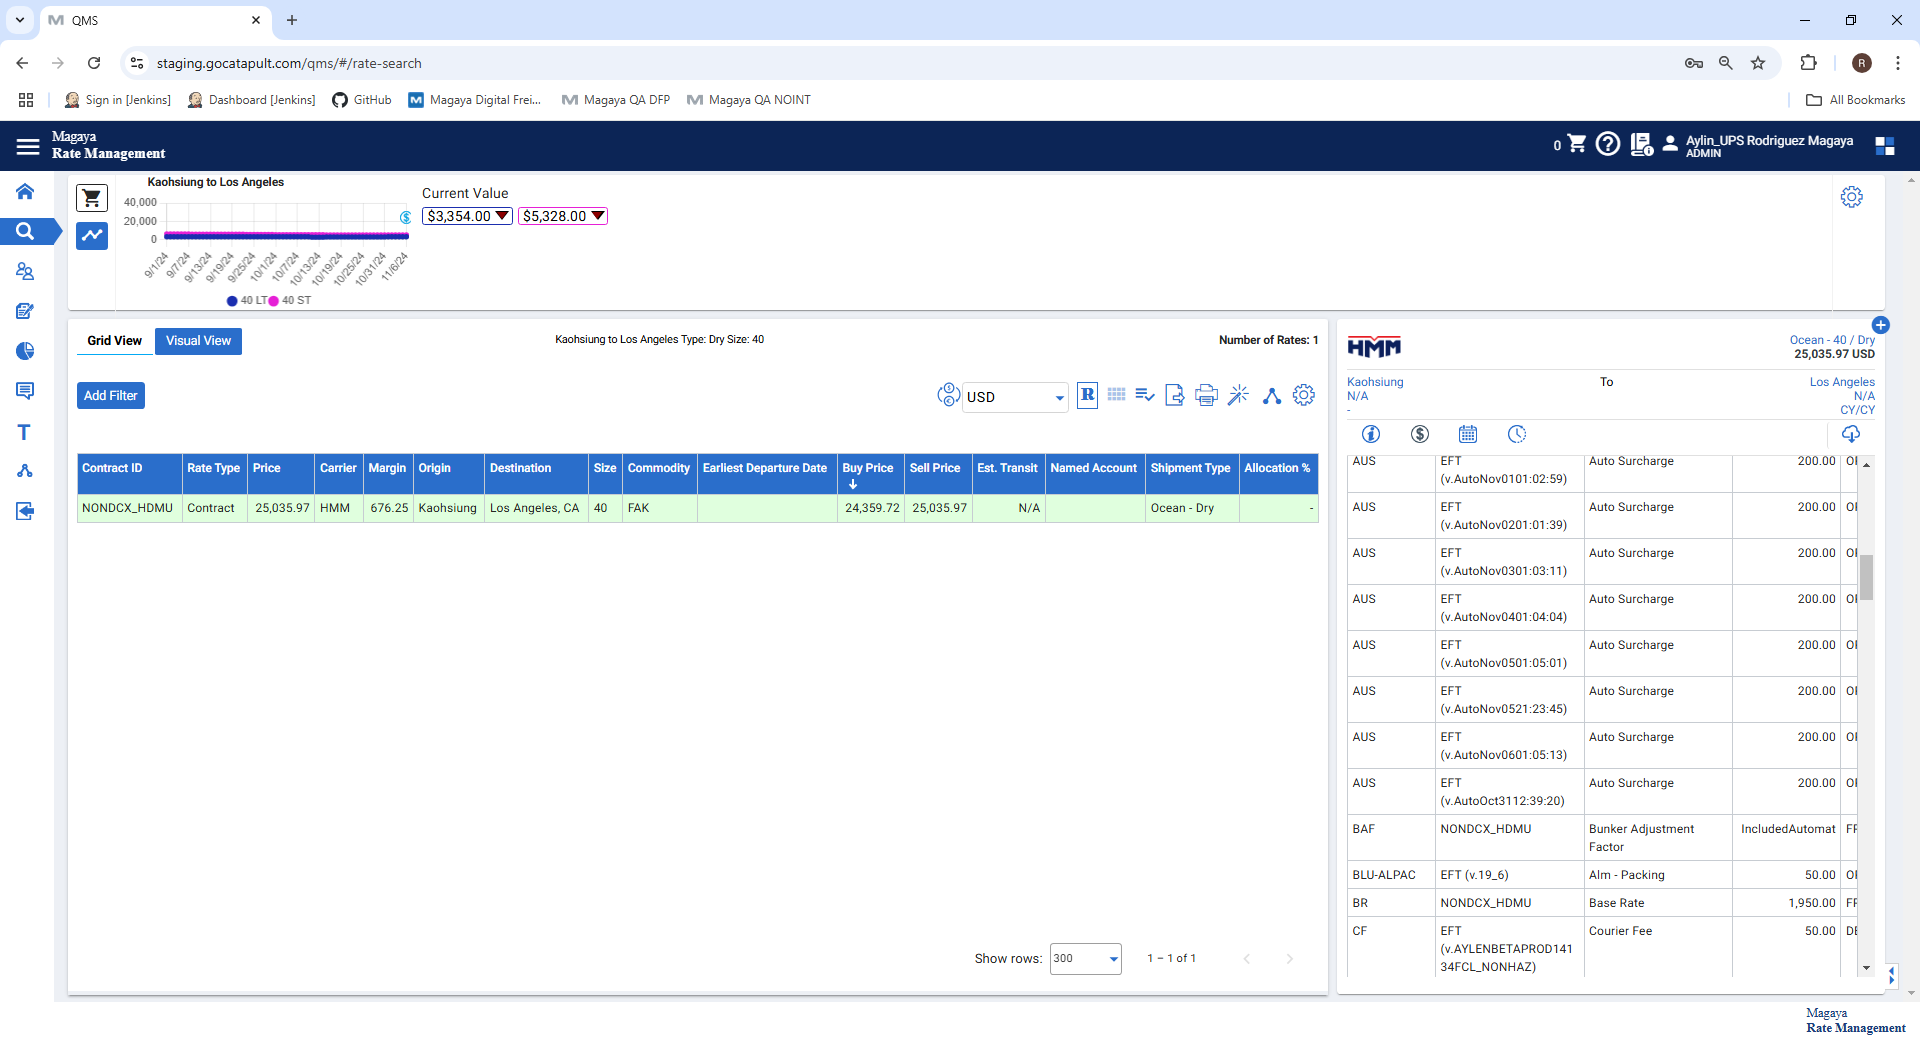 QMS
staging.gocatapult.com/qms/#/rate-search
R
Sign in [Jenkins]
Dashboard [Jenkins]
GitHub
Magaya Digital Frei...
Magaya QA DFP
Magaya QA NOINT
All Bookmarks
Magaya
Rate Management
0
Aylin_UPS Rodriguez Magaya
ADMIN
Kaohsiung to Los Angeles
40,000
20,000
0
9/1/24
9/7/24
9/13/24
9/19/24
9/25/24
10/1/24
10/7/24
10/13/24
10/19/24
10/25/24
10/31/24
11/6/24
40 LT
40 ST
Current Value
$3,354.00
$5,328.00
Grid View
Visual View
Kaohsiung to Los Angeles Type: Dry Size: 40
Number of Rates: 1
Add Filter
USD
R
Contract ID Rate Type Price Carrier Margin Origin Destination Size Commodity Earliest Departure Date Buy Price Sell Price Est. Transit Named Account Shipment Type Allocation %
NONDCX_HDMU Contract 25,035.97 HMM 676.25 Kaohsiung Los Angeles, CA 40 FAK 24,359.72 25,035.97 N/A Ocean - Dry -
Show rows: 300 1 – 1 of 1
HMM
Ocean - 40 / Dry
25,035.97 USD
Kaohsiung To Los Angeles
N/A N/A
- CY/CY
AUS EFT Auto Surcharge 200.00
(v.AutoNov0101:02:59)
AUS EFT Auto Surcharge 200.00
(v.AutoNov0201:01:39)
AUS EFT Auto Surcharge 200.00
(v.AutoNov0301:03:11)
AUS EFT Auto Surcharge 200.00
(v.AutoNov0401:04:04)
AUS EFT Auto Surcharge 200.00
(v.AutoNov0501:05:01)
AUS EFT Auto Surcharge 200.00
(v.AutoNov0521:23:45)
AUS EFT Auto Surcharge 200.00
(v.AutoNov0601:05:13)
AUS EFT Auto Surcharge 200.00
(v.AutoOct3112:39:20)
BAF NONDCX_HDMU Bunker Adjustment IncludedAutomat
Factor
BLU-ALPAC EFT (v.19_6) Alm - Packing 50.00
BR NONDCX_HDMU Base Rate 1,950.00
CF EFT Courier Fee 50.00
(v.AYLENBETAPROD141
34FCL_NONHAZ)
Magaya
Rate Management